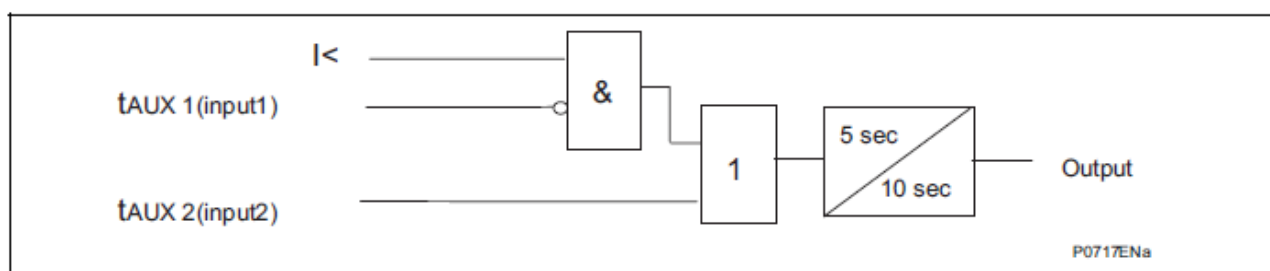 I<
&
tAUX 1(input1)
5 sec
1
10 sec
Output
tAUX 2(input2)
P0717ENa